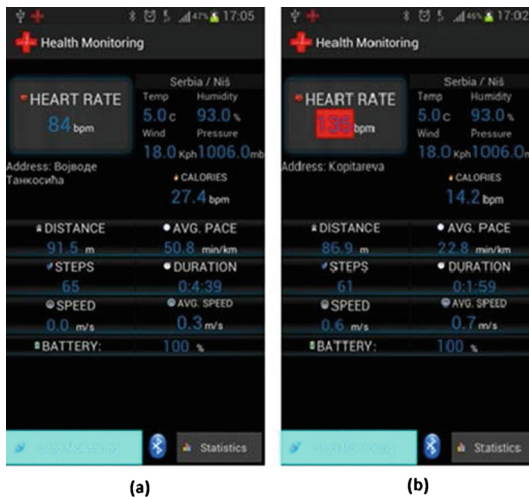 47% 17:05
Health Monitoring
HEART RATE
84 bpm
Serbia / Niš
Temp Humidity
5.0 c 93.0 %
Wind Pressure
18.0 Kph 1006.0 mb
Address: Војводе
Танкосића
CALORIES
27.4 bpm
DISTANCE AVG. PACE
91.5 m 50.8 min/km
STEPS DURATION
65 0:4:39
SPEED AVG. SPEED
0.0 m/s 0.3 m/s
BATTERY: 100 %
Statistics
(a)
46% 17:02
Health Monitoring
HEART RATE
bpm
Serbia / Niš
Temp Humidity
5.0 c 93.0 %
Wind Pressure
18.0 Kph 1006.0 mb
Address: Kopitareva
CALORIES
14.2 bpm
DISTANCE AVG. PACE
86.9 m 22.8 min/km
STEPS DURATION
61 0:1:59
SPEED AVG. SPEED
0.6 m/s 0.7 m/s
BATTERY: 100 %
Statistics
(b)